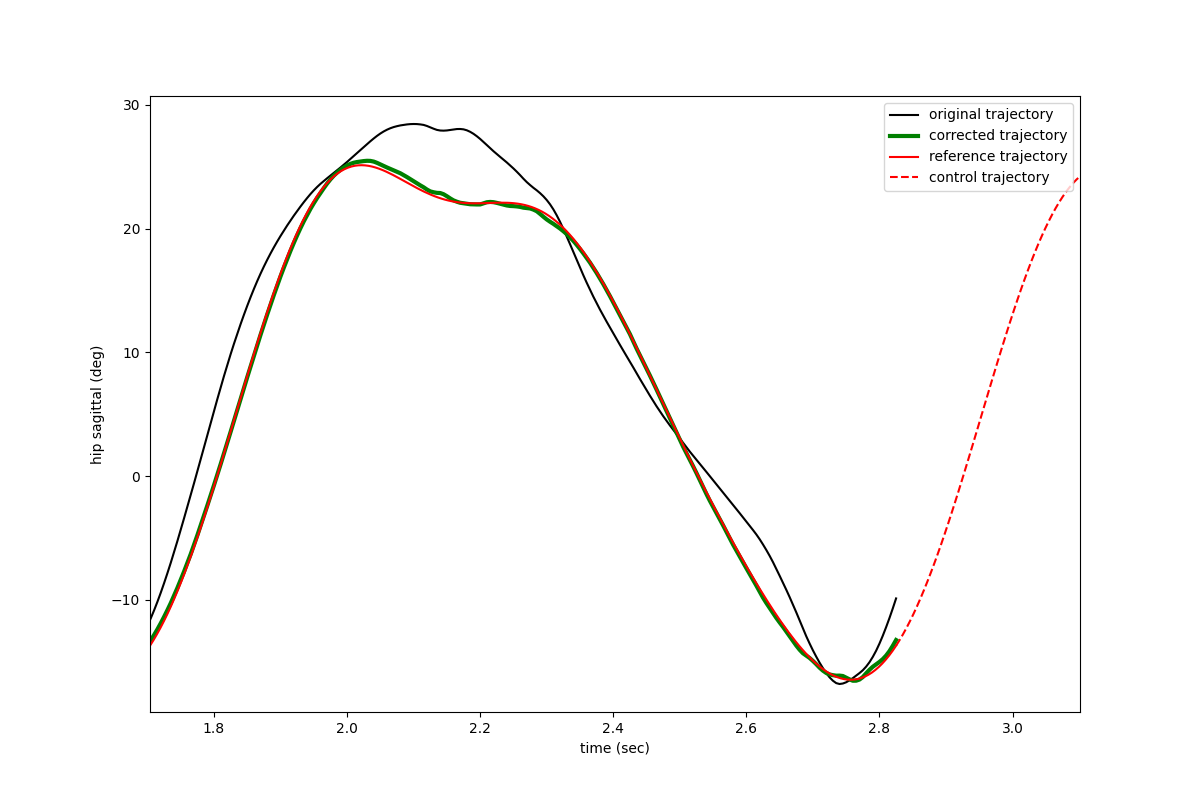 30
20
10
0
−10
hip sagittal (deg)
original trajectory
corrected trajectory
reference trajectory
control trajectory
1.8 2.0 2.2 2.4 2.6 2.8 3.0
time (sec)